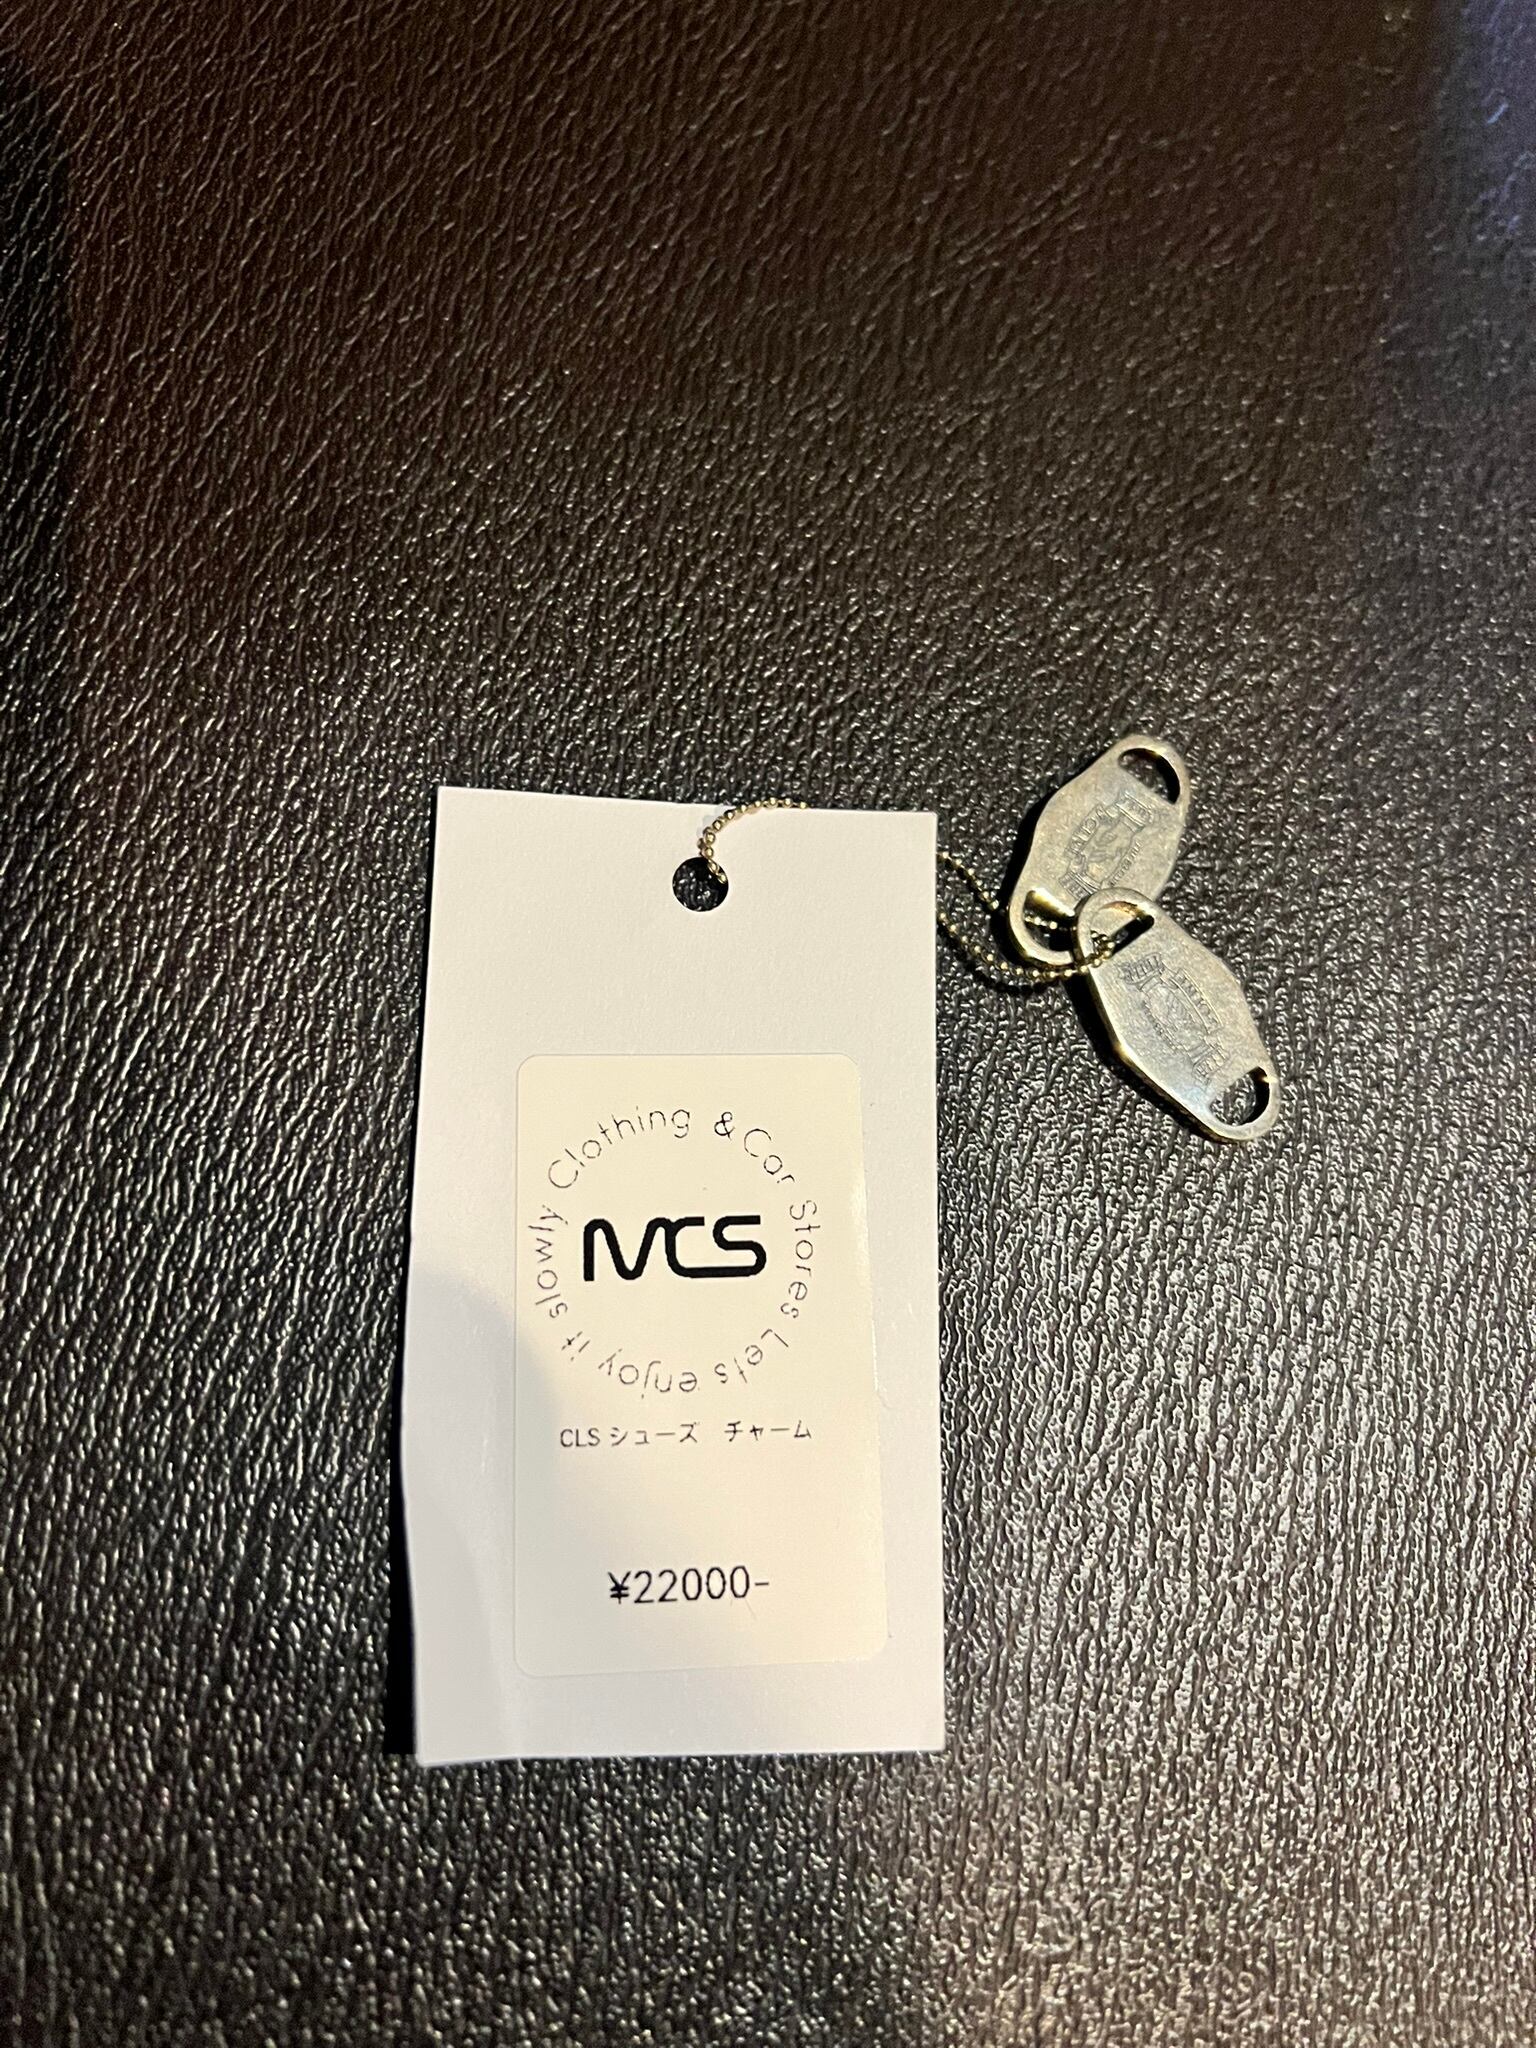 Clothing & Car Stores Lets enjoy it slowly
MCS
CLS シューズ チャーム
¥22000-